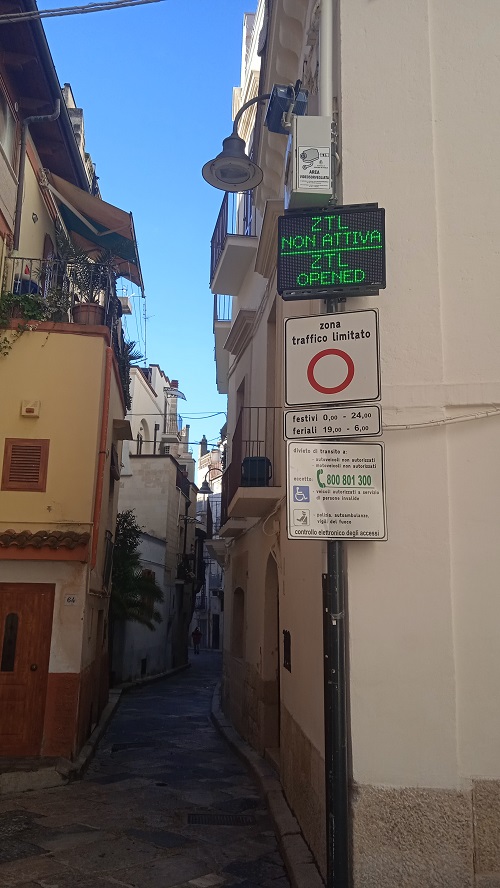 AREA
VIDEOSORVEGLIATA
ZTL
NON ATTIVA
ZTL
OPENED
zona
traffico limitato
festivi 0,00 - 24,00
feriali 19,00 - 6,00
divieto di transito a:
- autoveicoli non autorizzati
- motoveicoli non autorizzati
eccetto:
800 801 300
- veicoli autorizzati a servizio
di persone invalide
- polizia, autoambulanze,
vigili del fuoco
controllo elettronico degli accessi
64